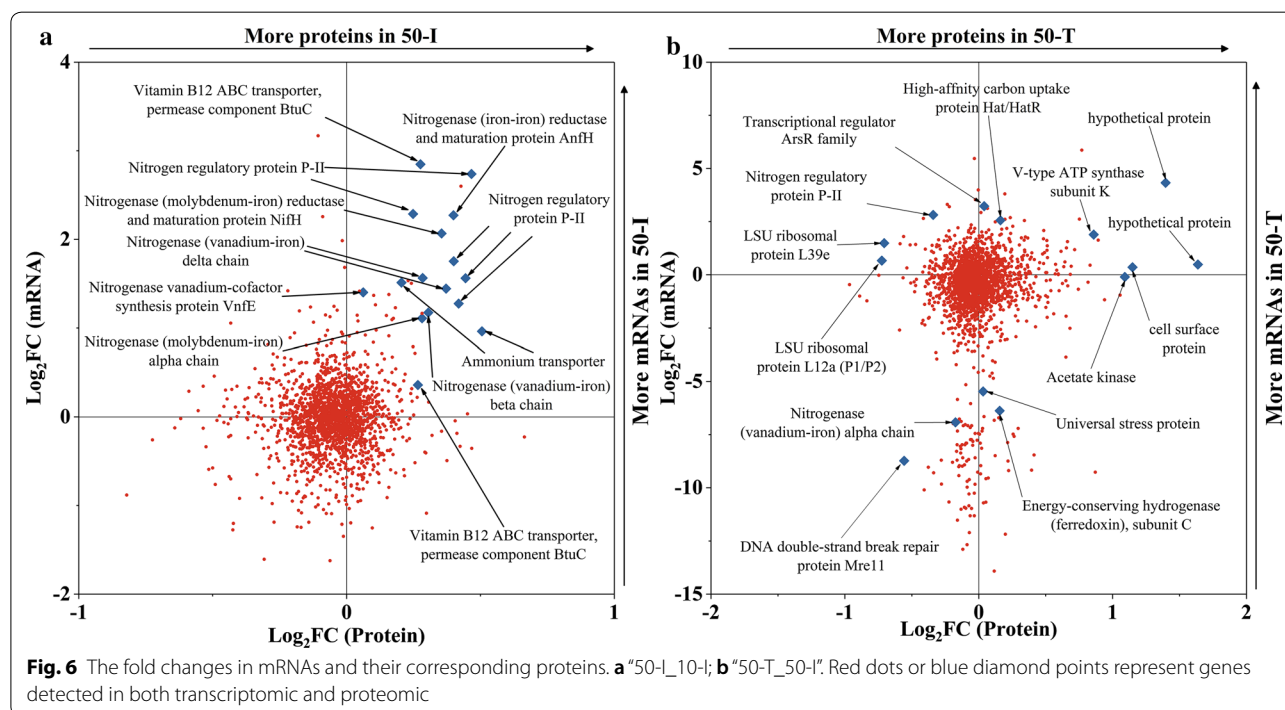 a
More proteins in 50-I
4
2
0
-2
-1
0
1
Log2FC (mRNA)
Log2FC (Protein)
More mRNAs in 50-I
Vitamin B12 ABC transporter,
permease component BtuC
Nitrogenase (iron-iron) reductase
and maturation protein AnfH
Nitrogen regulatory protein P-II
Nitrogenase (molybdenum-iron) reductase
and maturation protein NifH
Nitrogen regulatory
protein P-II
Nitrogenase (vanadium-iron)
delta chain
Nitrogenase vanadium-cofactor
synthesis protein VnfE
Nitrogenase (molybdenum-iron)
alpha chain
Ammonium transporter
Nitrogenase (vanadium-iron)
beta chain
Vitamin B12 ABC transporter,
permease component BtuC
b
More proteins in 50-T
10
5
0
-5
-10
-15
-2
-1
0
1
2
Log2FC (mRNA)
Log2FC (Protein)
More mRNAs in 50-T
High-affnity carbon uptake
protein Hat/HatR
Transcriptional regulator
ArsR family
hypothetical protein
Nitrogen regulatory
protein P-II
V-type ATP synthase
subunit K
hypothetical protein
LSU ribosomal
protein L39e
LSU ribosomal
protein L12a (P1/P2)
cell surface
protein
Acetate kinase
Nitrogenase
(vanadium-iron) alpha chain
Universal stress protein
Energy-conserving hydrogenase
(ferredoxin), subunit C
DNA double-strand break repair
protein Mre11
Fig. 6 The fold changes in mRNAs and their corresponding proteins. a "50-I_10-I; b "50-T_50-I". Red dots or blue diamond points represent genes
detected in both transcriptomic and proteomic